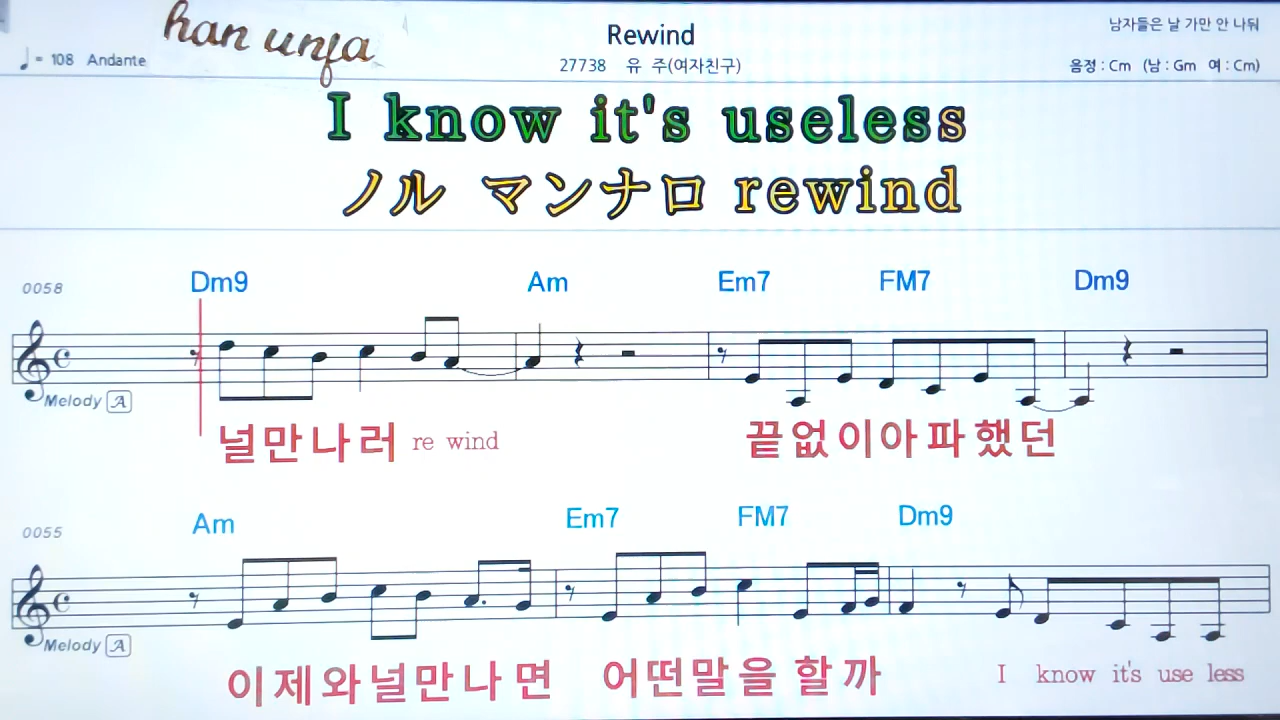 han unja
Rewind
남자들은 날 가만 안 나둬
♩= 108 Andante
27738 유 주(여자친구)
음정 : Cm (남 : Gm 여 : Cm)
I know it's useless
ノル マンナロ rewind
0058 Dm9 Am Em7 FM7 Dm9
Melody A
널만나러 re wind 끝없이아파했던
0055 Am Em7 FM7 Dm9
Melody A
이제와널만나면 어떤말을 할까 I know it's use less